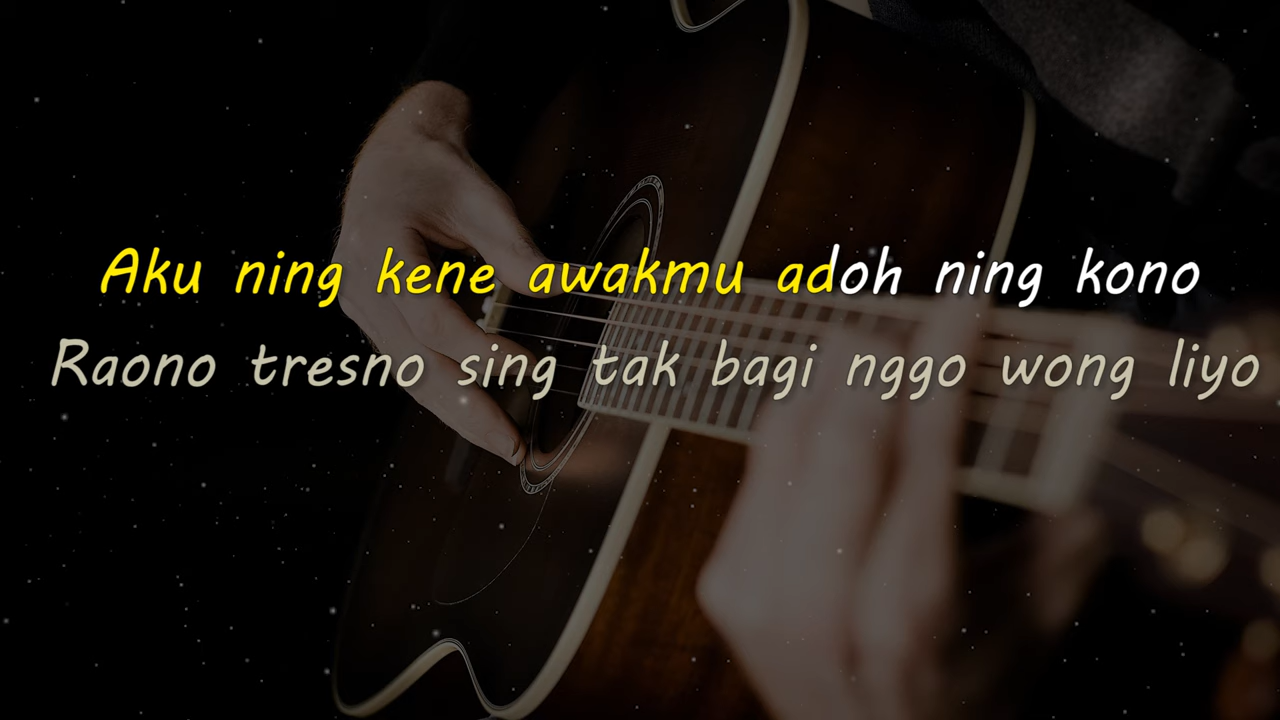 Aku ning kene awakmu adoh ning kono
Raono tresno sing tak bagi nggo wong liyo